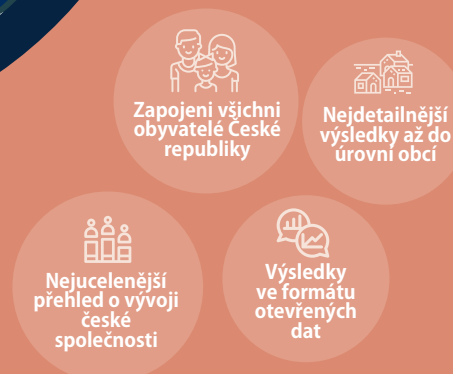 Zapojeni všichni
obyvatelé České
republiky
Nejdetailnější
výsledky až do
úrovní obcí
Nejucelenější
přehled o vývoji
české
společnosti
Výsledky
ve formátu
otevřených
dat